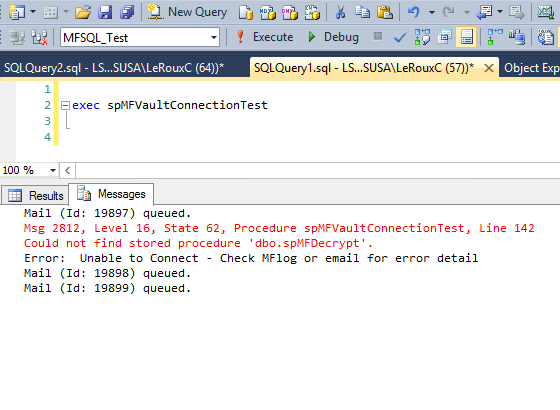 New Query
MFSQL_Test
Execute
Debug
SQLQuery2.sql - LS...SUSA\LeRouxC (64))*
SQLQuery1.sql - LS...SUSA\LeRouxC (57))*
Object Exp
1
2
exec spMFVaultConnectionTest
3
4
100 %
Results
Messages
Mail (Id: 19897) queued.
Msg 2812, Level 16, State 62, Procedure spMFVaultConnectionTest, Line 142
Could not find stored procedure 'dbo.spMFDecrypt'.
Error:  Unable to Connect - Check MFlog or email for error detail
Mail (Id: 19898) queued.
Mail (Id: 19899) queued.